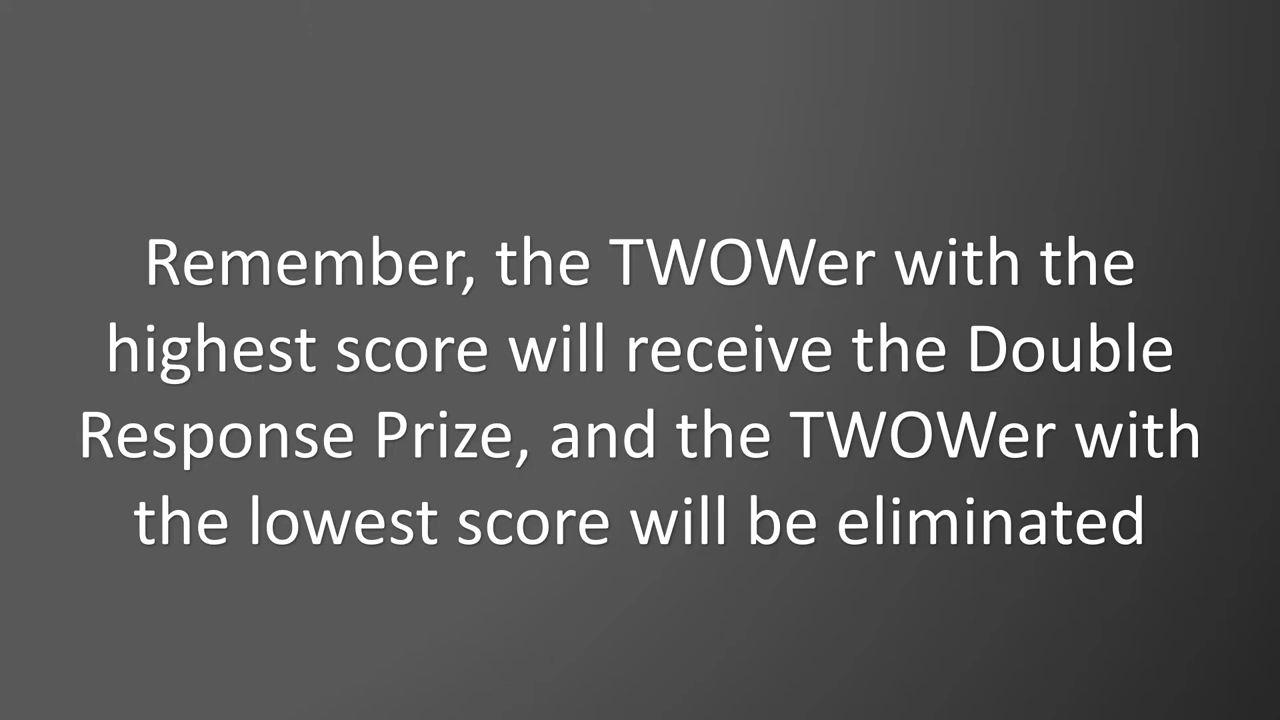 Remember, the TWOWer with the
highest score will receive the Double
Response Prize, and the TWOWer with
the lowest score will be eliminated